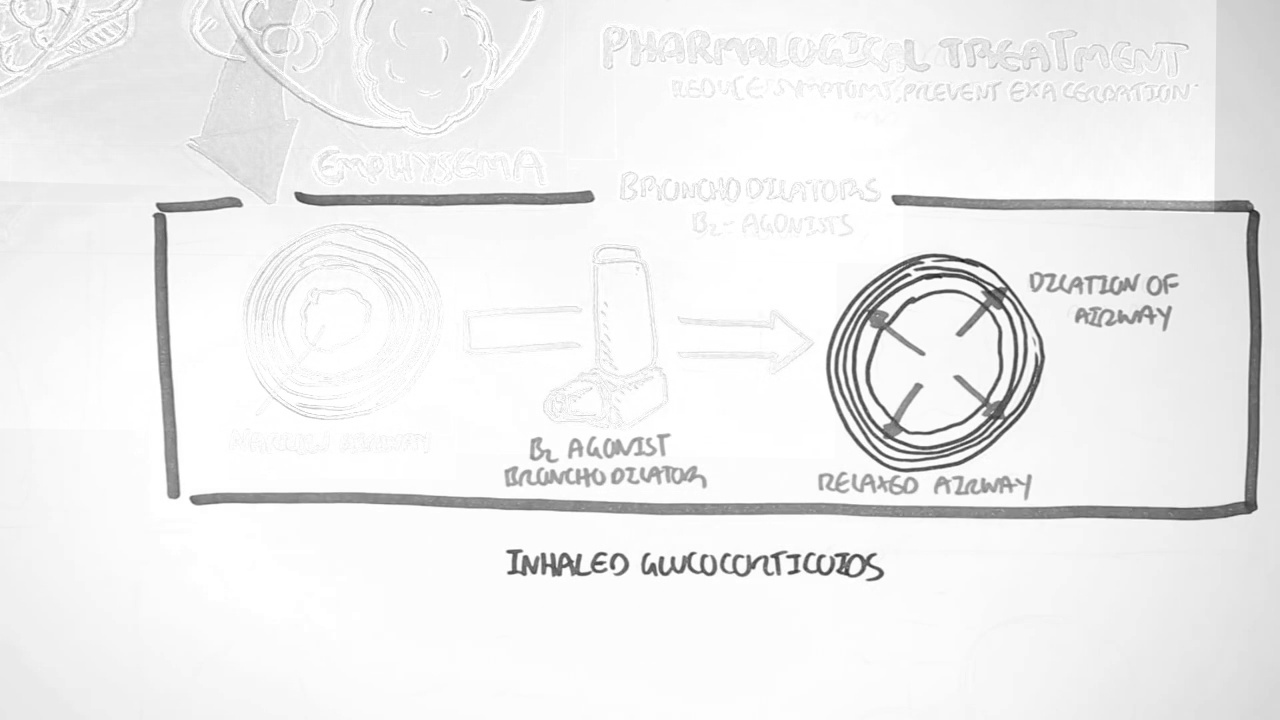 PHARMALOGICAL TREATMENT
REDUCE SYMPTOMS, PREVENT EXACERBATION
EMPHYSEMA
BRONCHODILATORS
B2-AGONISTS
DILATION OF
AIRWAY
AIRWAY
B2 AGONIST
BRONCHODILATOR
RELAXED AIRWAY
INHALED GLUCOCORTICOIDS